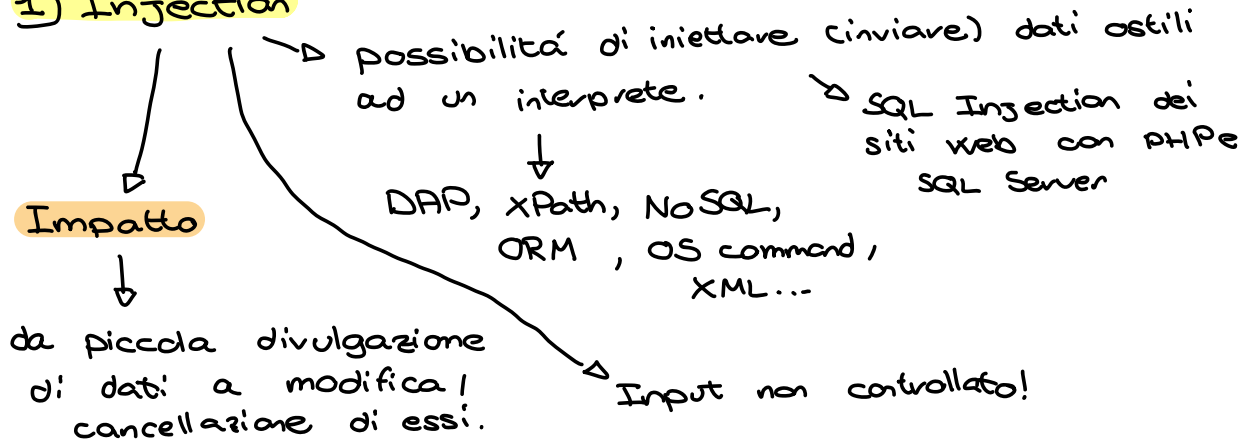 1) Injection
possibilitá di iniettare (inviare) dati ostili
ad un interprete.
SQL Injection dei
siti web con PHP e
SQL Server
DAP, XPath, NoSQL,
ORM, OS command,
XML...
Impatto
da piccola divulgazione
di dati a modifica /
cancellazione di essi.
Input non controllato!